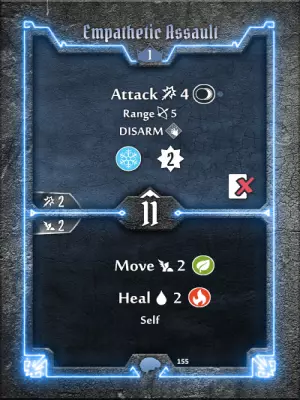 Empathetic Assault
1
Attack 4
Range 5
DISARM
2
2
11
2
Move 2
Heal 2
Self
155